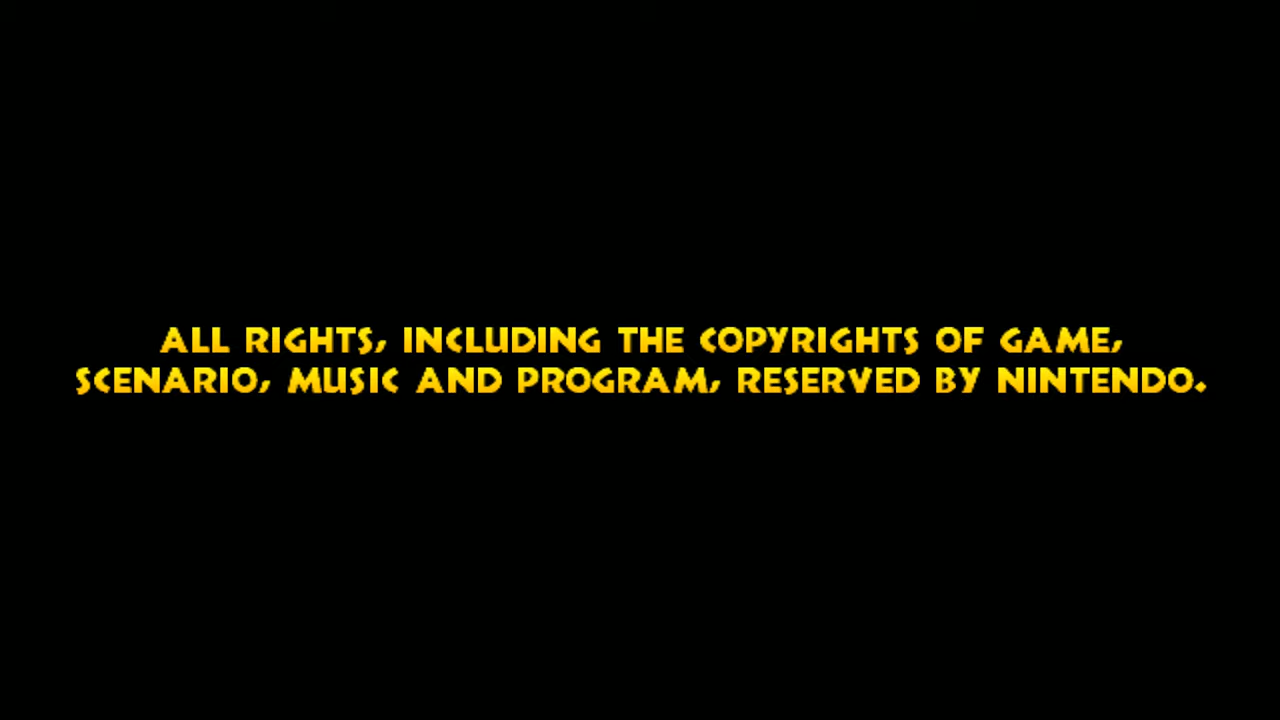 ALL RIGHTS, INCLUDING THE COPYRIGHTS OF GAME,
SCENARIO, MUSIC AND PROGRAM, RESERVED BY NINTENDO.